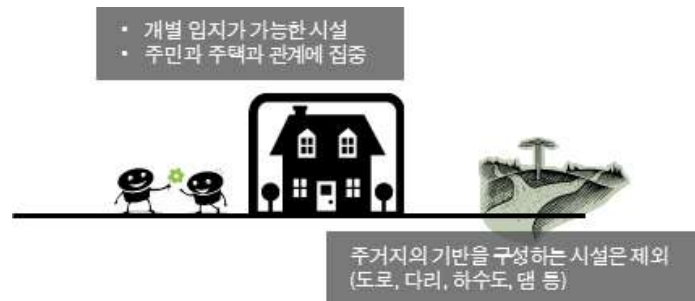 • 개별 입지가 가능한 시설
• 주민과 주택과 관계에 집중
주거지의 기반을 구성하는 시설은 제외
(도로, 다리, 하수도, 댐 등)